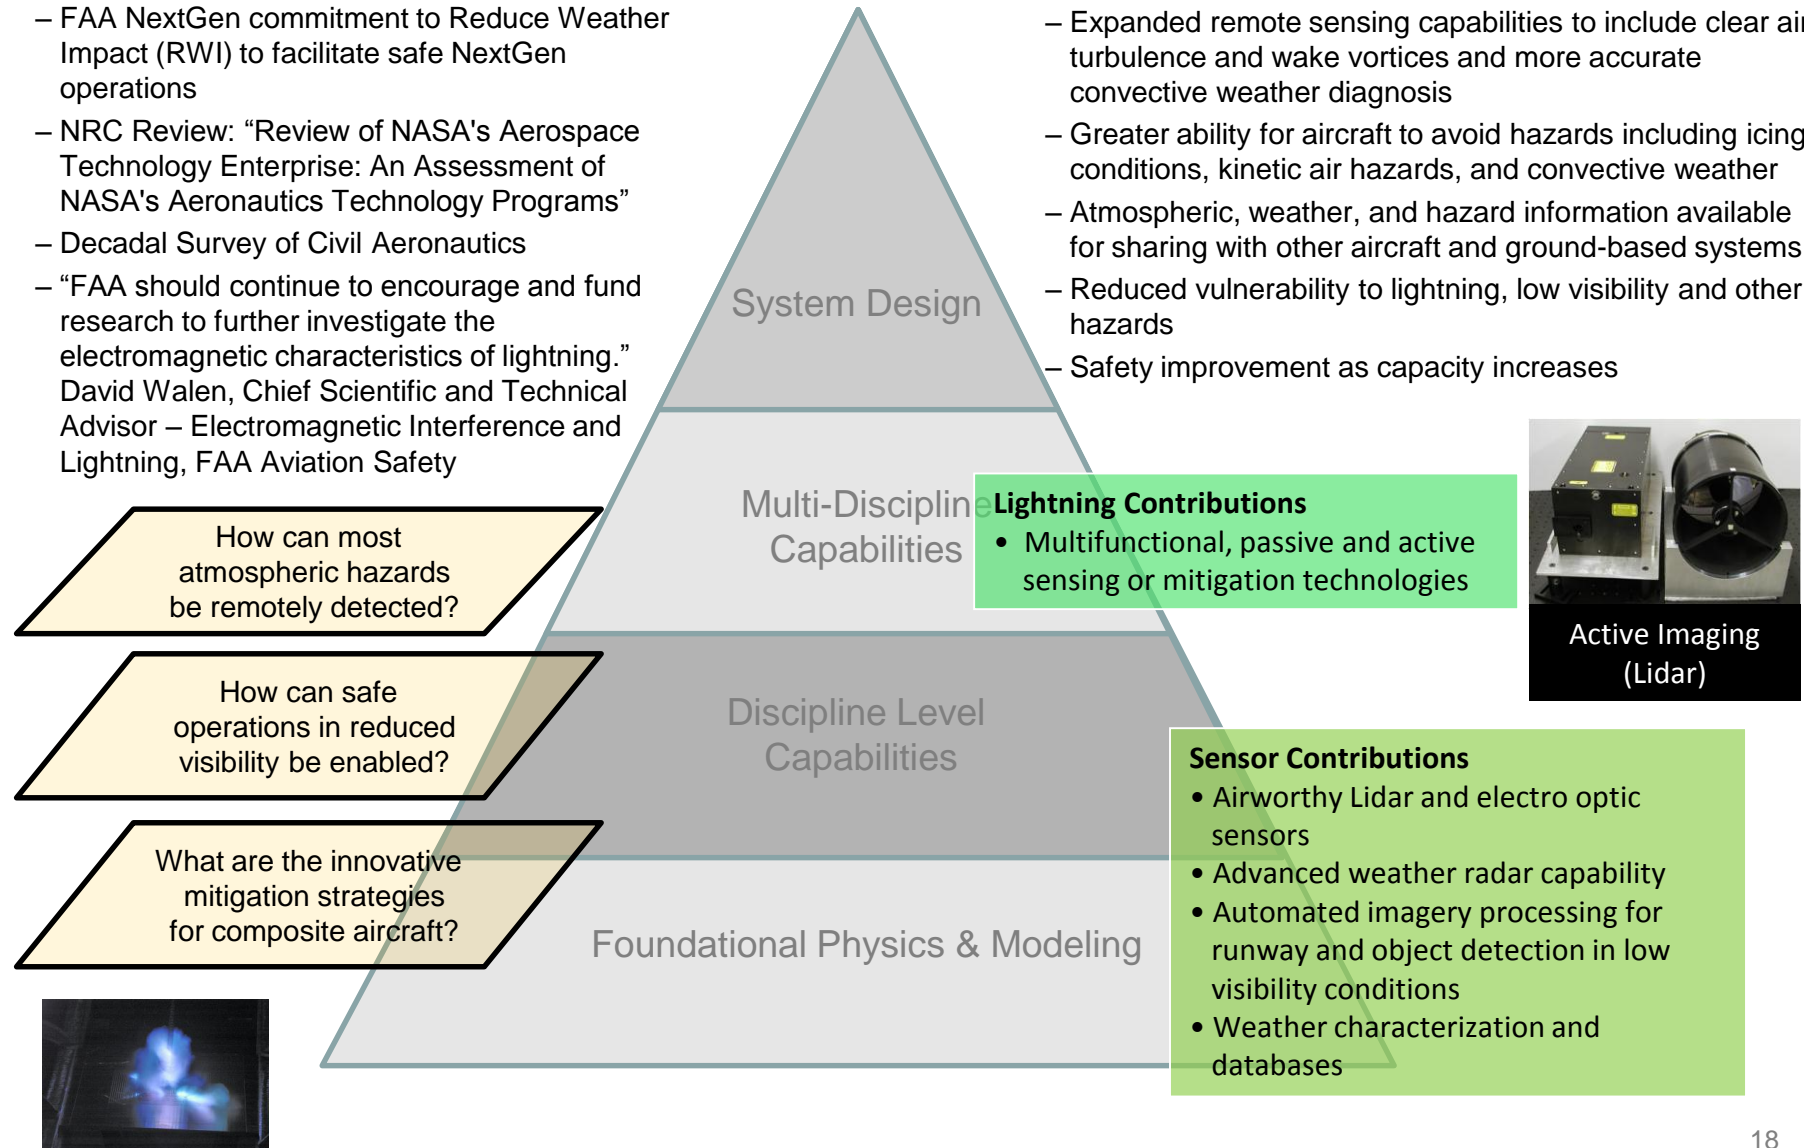 – FAA NextGen commitment to Reduce Weather
Impact (RWI) to facilitate safe NextGen
operations
– NRC Review: “Review of NASA's Aerospace
Technology Enterprise: An Assessment of
NASA's Aeronautics Technology Programs”
– Decadal Survey of Civil Aeronautics
– “FAA should continue to encourage and fund
research to further investigate the
electromagnetic characteristics of lightning.”
David Walen, Chief Scientific and Technical
Advisor – Electromagnetic Interference and
Lightning, FAA Aviation Safety
– Expanded remote sensing capabilities to include clear air
turbulence and wake vortices and more accurate
convective weather diagnosis
– Greater ability for aircraft to avoid hazards including icing
conditions, kinetic air hazards, and convective weather
– Atmospheric, weather, and hazard information available
for sharing with other aircraft and ground-based systems
– Reduced vulnerability to lightning, low visibility and other
hazards
– Safety improvement as capacity increases
System Design
Multi-Discipline
Capabilities
Discipline Level
Capabilities
Foundational Physics & Modeling
How can most
atmospheric hazards
be remotely detected?
How can safe
operations in reduced
visibility be enabled?
What are the innovative
mitigation strategies
for composite aircraft?
Lightning Contributions
• Multifunctional, passive and active
sensing or mitigation technologies
Active Imaging
(Lidar)
Sensor Contributions
• Airworthy Lidar and electro optic
sensors
• Advanced weather radar capability
• Automated imagery processing for
runway and object detection in low
visibility conditions
• Weather characterization and
databases
18